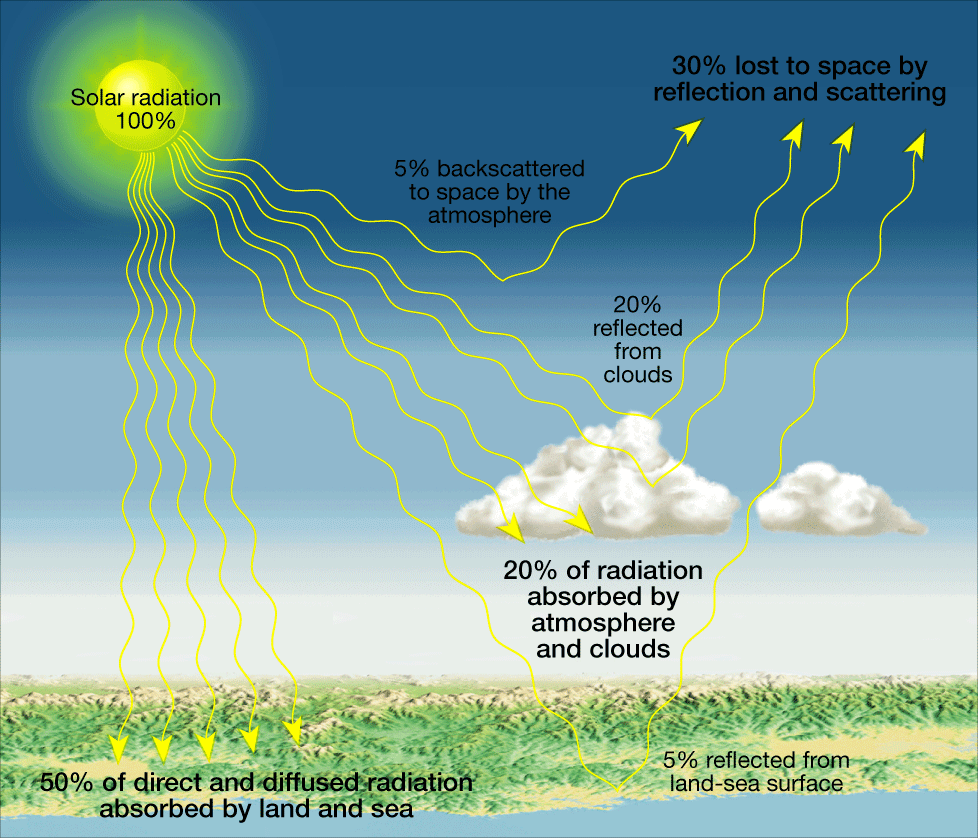 Solar radiation
100%
30% lost to space by
reflection and scattering
5% backscattered
to space by the
atmosphere
20%
reflected
from
clouds
20% of radiation
absorbed by
atmosphere
and clouds
50% of direct and diffused radiation
absorbed by land and sea
5% reflected from
land-sea surface